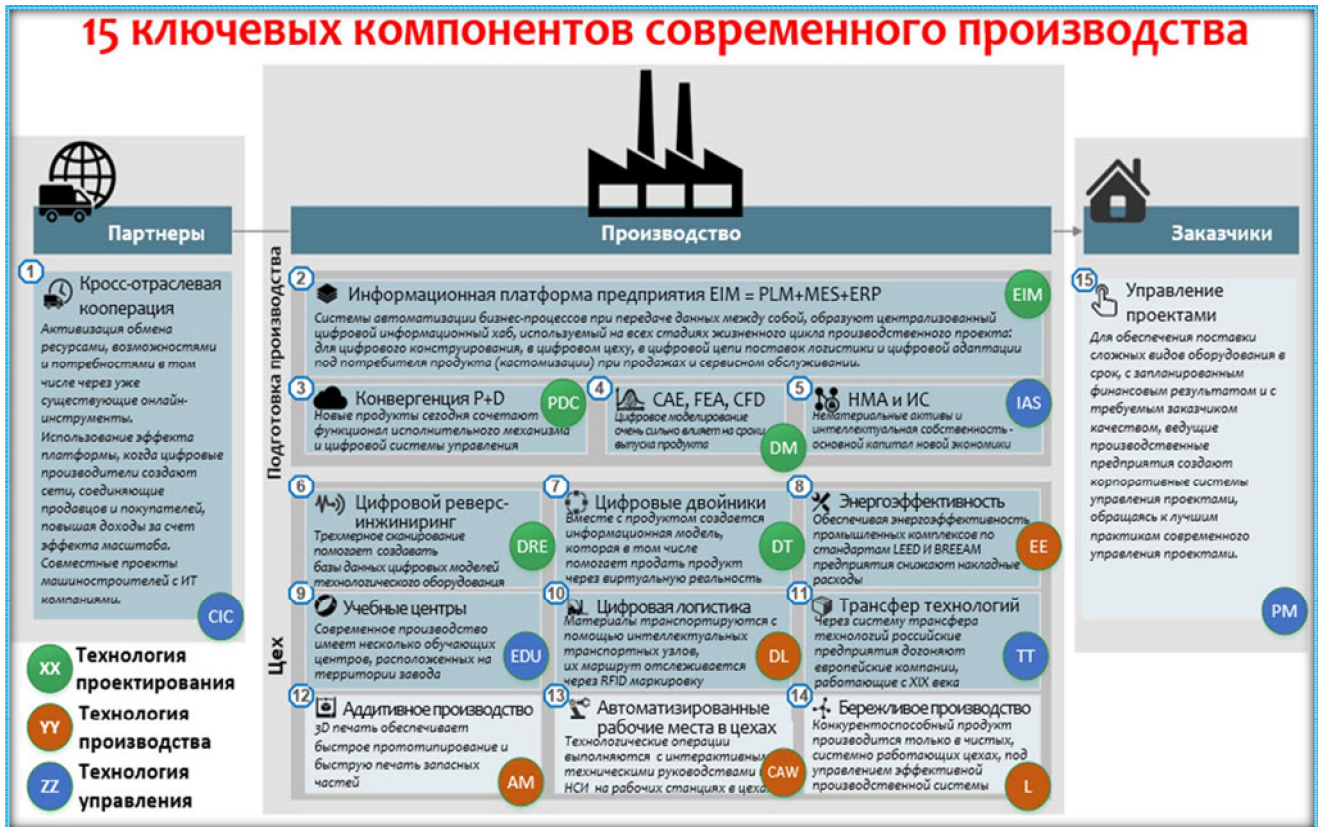 15 ключевых компонентов современного производства
Партнеры
1
Кросс-отраслевая
кооперация
Активизация обмена
ресурсами, возможностями
и потребностями в том
числе через уже
существующие онлайн-
инструменты.
Использование эффекта
платформы, когда цифровые
производители создают
сети, соединяющие
продавцов и покупателей,
повышая доходы за счет
эффекта масштаба.
Совместные проекты
машиностроителей с ИТ
компаниями.
CIC
XX Технология
проектирования
YY Технология
производства
ZZ Технология
управления
Производство
Подготовка производства
2
Информационная платформа предприятия EIM = PLM+MES+ERP
EIM
Системы автоматизации бизнес-процессов при передаче данных между собой, образуют централизованный
цифровой информационный хаб, используемый на всех стадиях жизненного цикла производственного проекта:
для цифрового конструирования, в цифровом цеху, в цифровой цепи поставок логистики и цифровой адаптации
под потребителя продукта (кастомизации) при продажах и сервисном обслуживании.
3
Конвергенция P+D
PDC
Новые продукты сегодня сочетают
функционал исполнительного механизма
и цифровой системы управления
4
CAE, FEA, CFD
Цифровое моделирование
очень сильно влияет на сроки
выпуска продукта
DM
5
НМА и ИС
IAS
Нематериальные активы и
интеллектуальная собственность -
основной капитал новой экономики
Цех
6
Цифровой реверс-
инжиниринг
Трехмерное сканирование
помогает создавать
базы данных цифровых моделей
технологического оборудования
DRE
7
Цифровые двойники
Вместе с продуктом создается
информационная модель,
которая в том числе
помогает продать продукт
через виртуальную реальность
DT
8
Энергоэффективность
Обеспечивая энергоэффективность
промышленных комплексов по
стандартам LEED И BREEAM
предприятия снижают накладные
расходы
EE
9
Учебные центры
Современное производство
имеет несколько обучающих
центров, расположенных на
территории завода
EDU
10
Цифровая логистика
Материалы транспортируются с
помощью интеллектуальных
транспортных узлов,
их маршрут отслеживается
через RFID маркировку
DL
11
Трансфер технологий
Через систему трансфера
технологий российские
предприятия догоняют
европейские компании,
работающие с XIX века
TT
12
Аддитивное производство
3D печать обеспечивает
быстрое прототипирование и
быструю печать запасных
частей
AM
13
Автоматизированные
рабочие места в цехах
Технологические операции
выполняются с интерактивным
техническими руководствами
НСИ на рабочих станциях в цеха
CAW
14
Бережливое производство
Конкурентоспособный продукт
производится только в чистых,
системно работающих цехах, под
управлением эффективной
производственной системы
L
Заказчики
15
Управление
проектами
Для обеспечения поставки
сложных видов оборудования в
срок, с запланированным
финансовым результатом и с
требуемым заказчиком
качеством, ведущие
производственные
предприятия создают
корпоративные системы
управления проектами,
обращаясь к лучшим
практикам современного
управления проектами.
PM